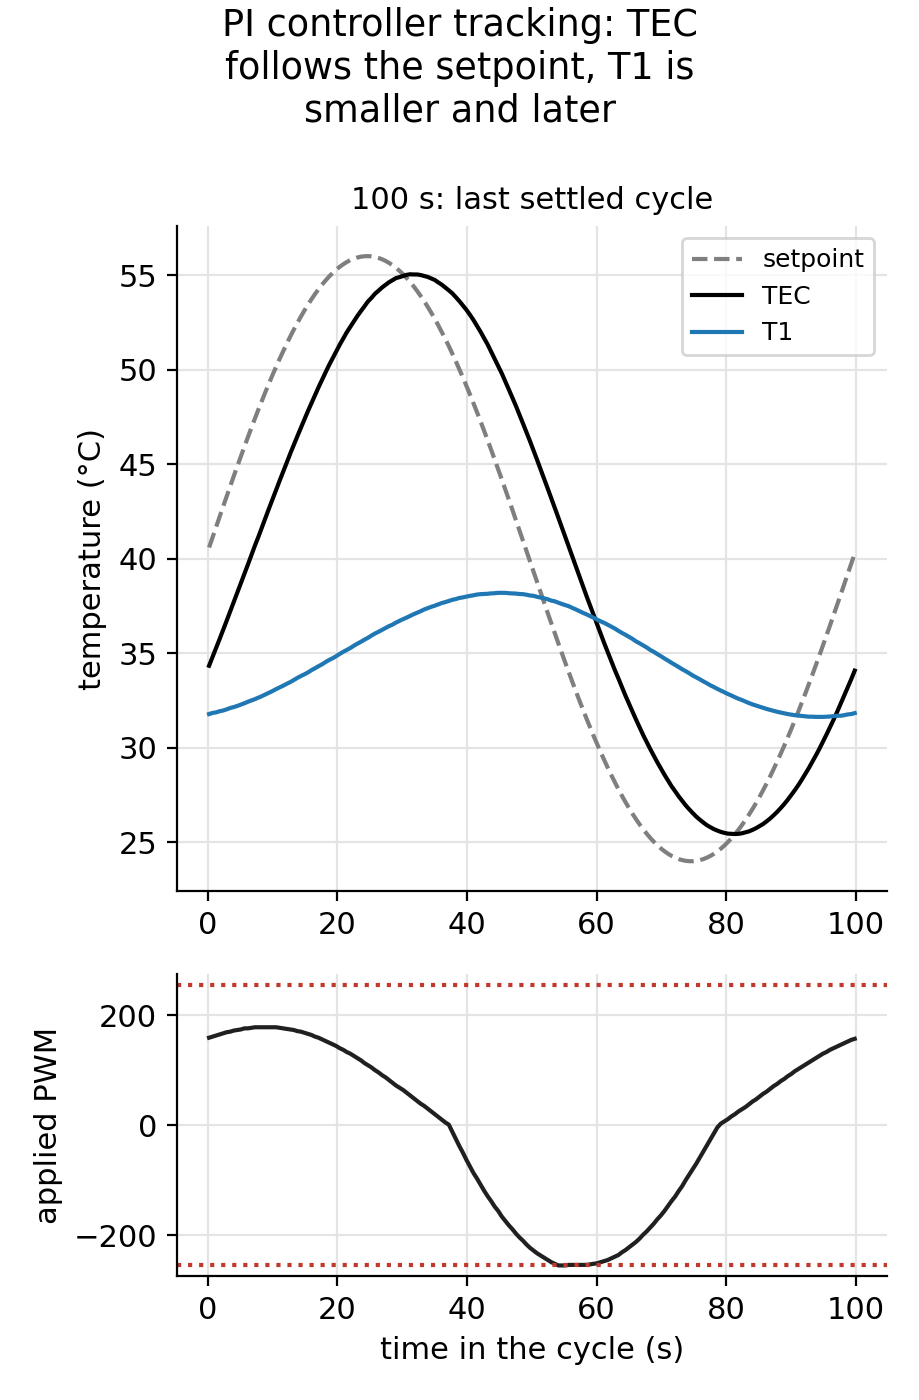 PI controller tracking: TEC
follows the setpoint, T1 is
smaller and later
100 s: last settled cycle
setpoint
TEC
T1
temperature (°C)
55
50
45
40
35
30
25
0 20 40 60 80 100
applied PWM
200
0
−200
0 20 40 60 80 100
time in the cycle (s)